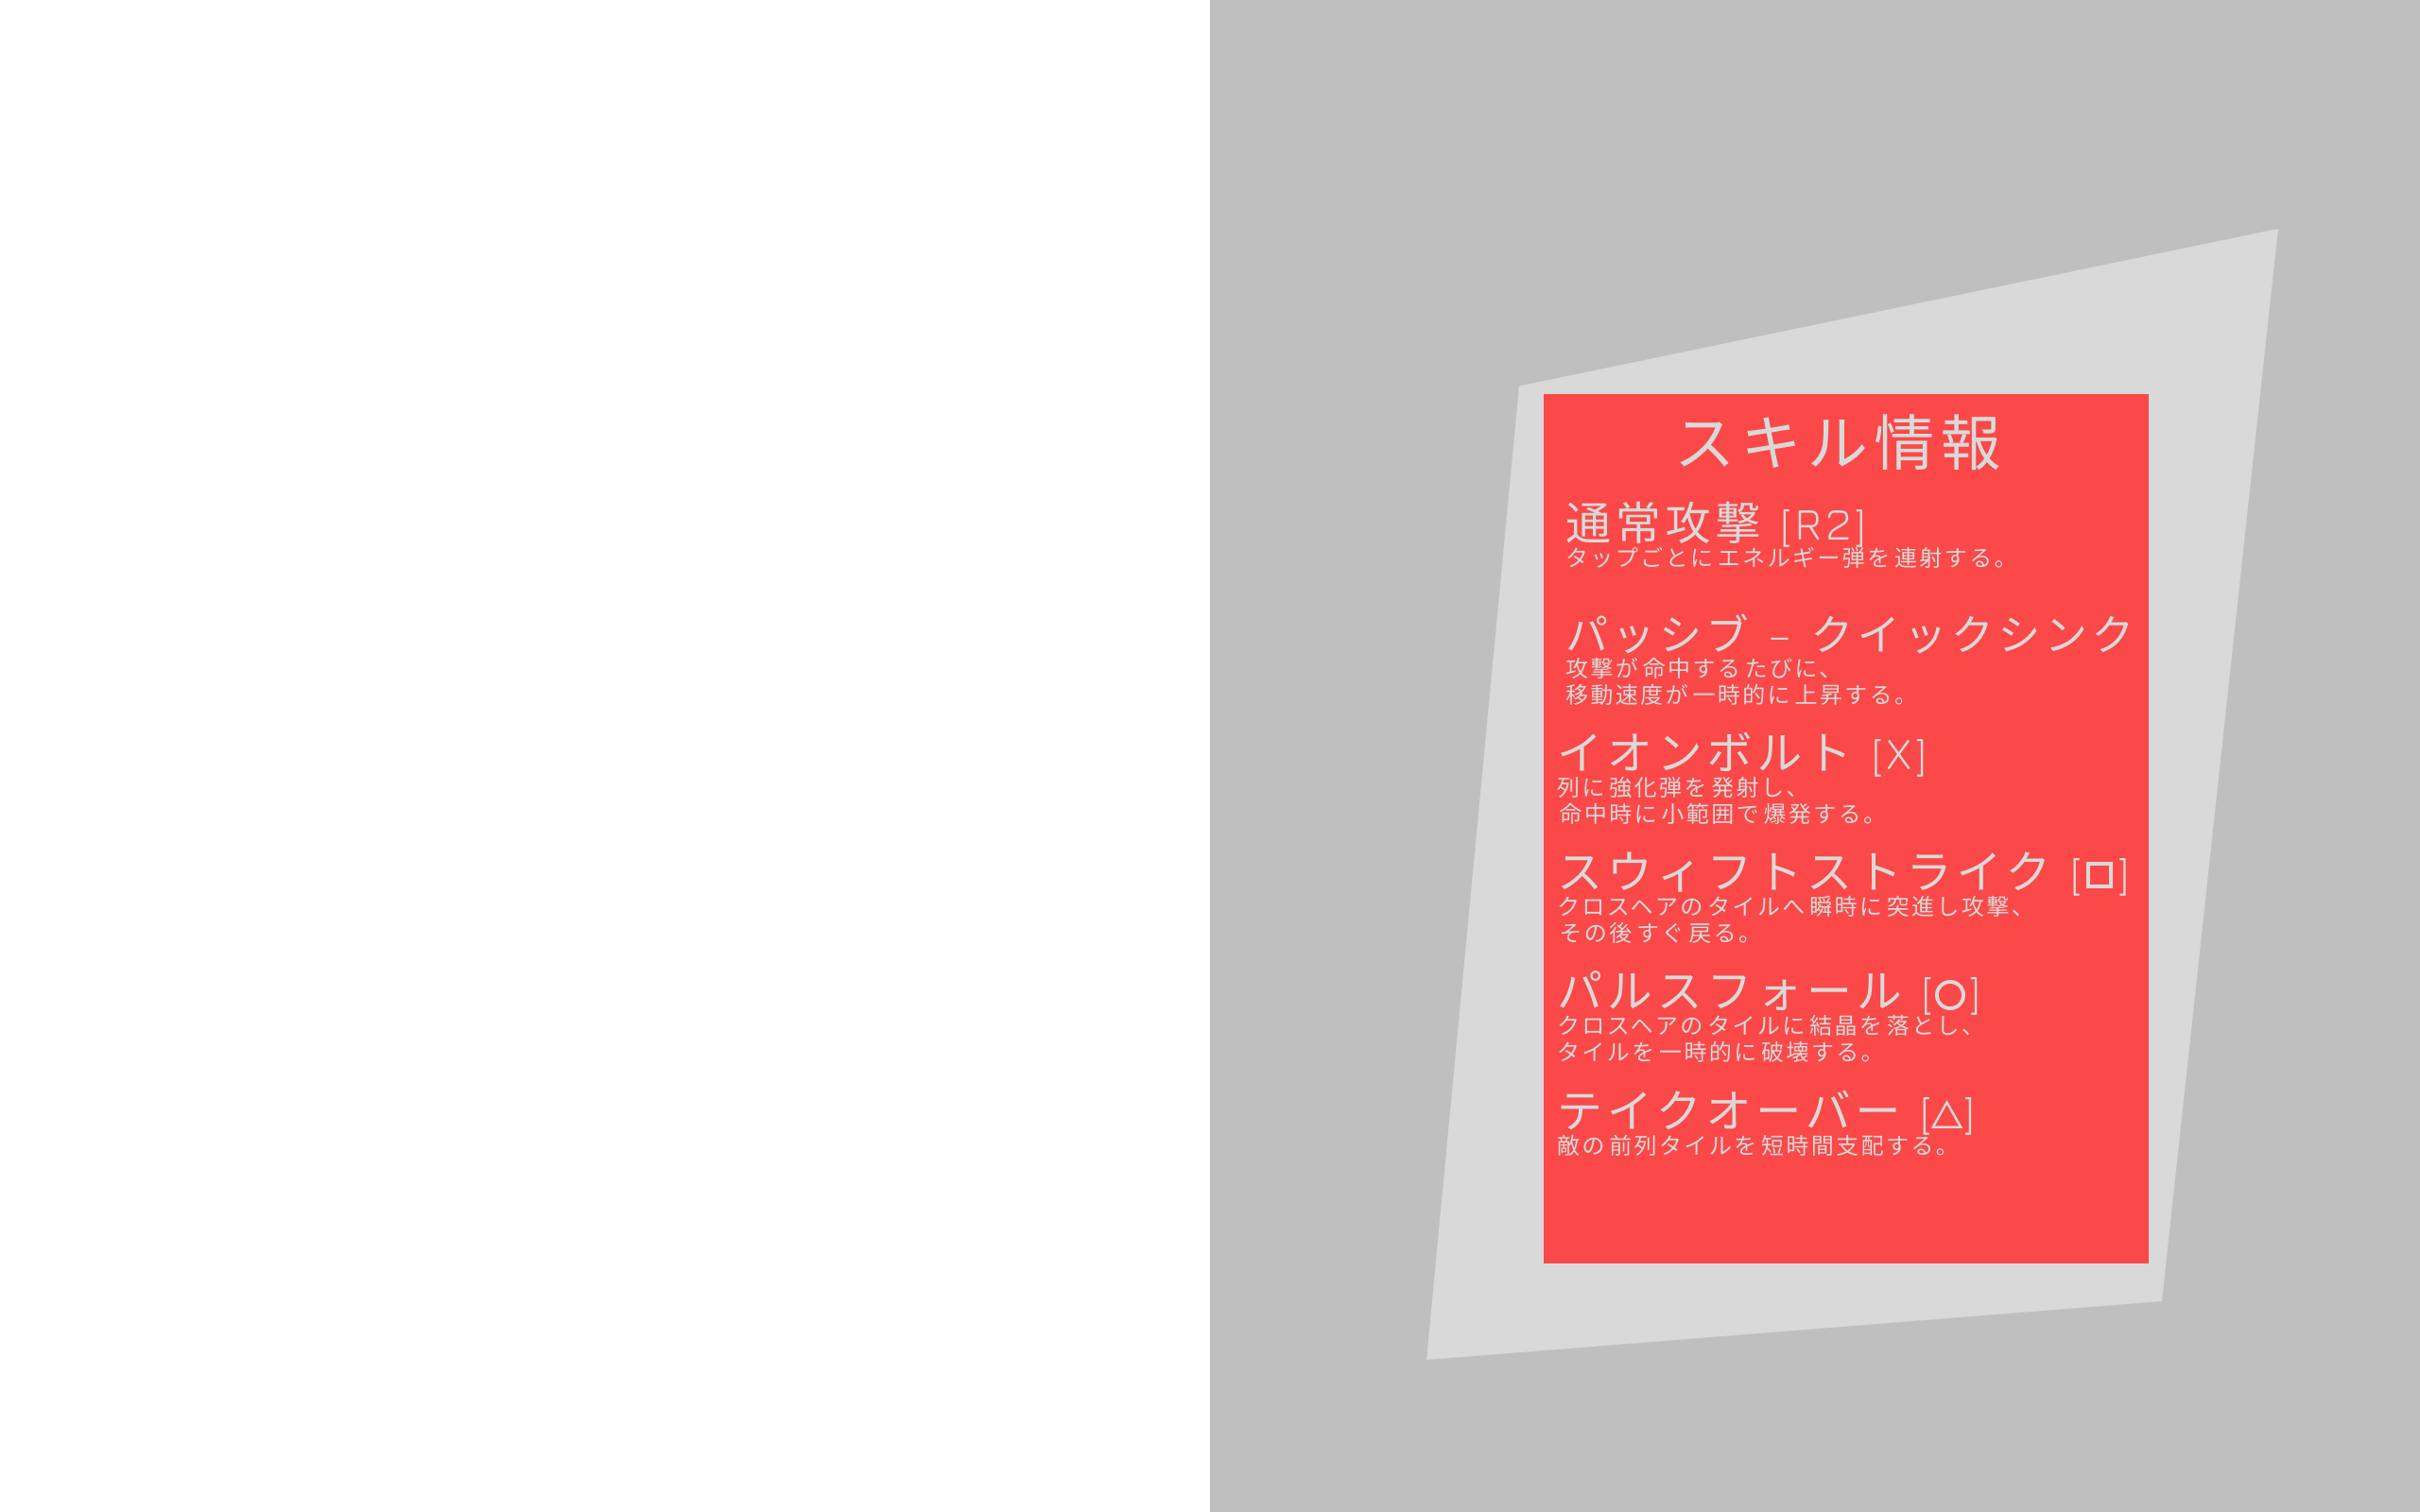 スキル情報
通常攻撃 [R2]
タップごとにエネルギー弾を連射する。
パッシブ – クイックシンク
攻撃が命中するたびに、
移動速度が一時的に上昇する。
イオンボルト [X]
列に強化弾を発射し、
命中時に小範囲で爆発する。
スウィフトストライク [□]
クロスヘアのタイルへ瞬時に突進し攻撃、
その後すぐ戻る。
パルスフォール [○]
クロスヘアのタイルに結晶を落とし、
タイルを一時的に破壊する。
テイクオーバー [△]
敵の前列タイルを短時間支配する。